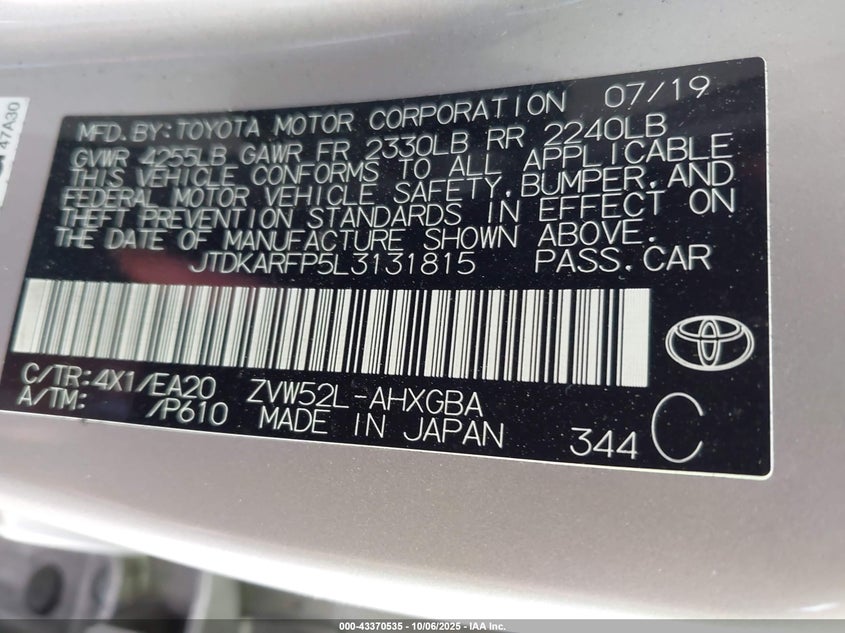 47A30
MFD.BY:TOYOTA MOTOR CORPORATION 07/19
GVWR 4255LB GAWR FR 2330LB RR 2240LB
THIS VEHICLE CONFORMS TO ALL APPLICABLE
FEDERAL MOTOR VEHICLE SAFETY,BUMPER,AND
THEFT PREVENTION STANDARDS IN EFFECT ON
THE DATE OF MANUFACTURE SHOWN ABOVE.
JTDKARFP5L3131815 PASS.CAR
C/TR:4X1/EA20 ZVW52L-AHXGBA
A/TM: /P610 MADE IN JAPAN 344 C
000-43370535 - 10/06/2025 - IAA Inc.